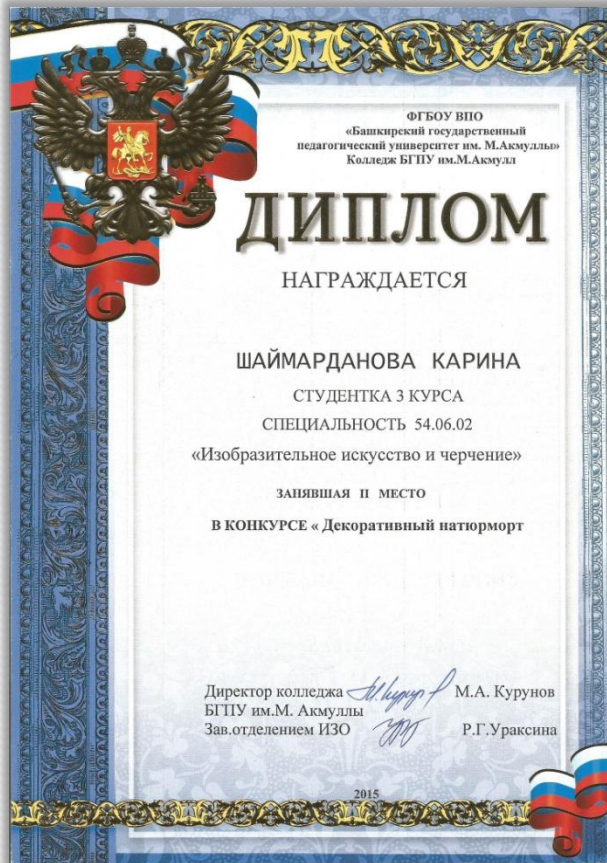 ФГБОУ ВПО
«Башкирский государственный
педагогический университет им. М.Акмуллы»
Колледж БГПУ им.М.Акмулл
ДИПЛОМ
НАГРАЖДАЕТСЯ
ШАЙМАРДАНОВА КАРИНА
СТУДЕНТКА 3 КУРСА
СПЕЦИАЛЬНОСТЬ 54.06.02
«Изобразительное искусство и черчение»
ЗАНЯВШАЯ II МЕСТО
В КОНКУРСЕ « Декоративный натюрморт
Директор колледжа М.А. Курунов
БГПУ им.М. Акмуллы
Зав.отделением ИЗО Р.Г.Ураксина
2015